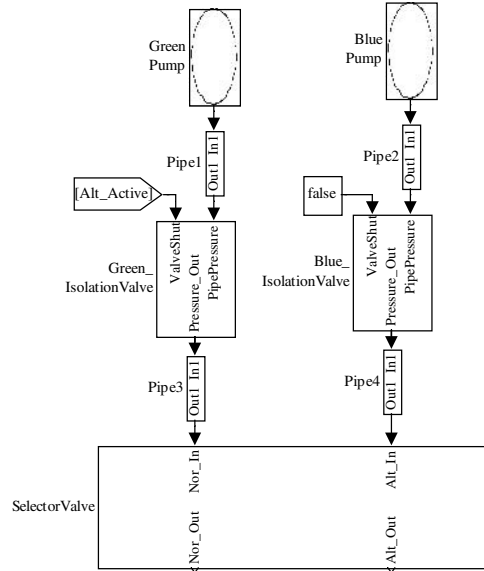 Green
Pump
Blue
Pump
Pipe1
Out1 In1
Pipe2
Out1 In1
[Alt_Active]
false
Green_
IsolationValve
ValveShut
Pressure_Out
PipePressure
Blue_
IsolationValve
ValveShut
Pressure_Out
PipePressure
Pipe3
Out1 In1
Pipe4
Out1 In1
SelectorValve
Nor_Out Nor_In
Alt_Out Alt_In